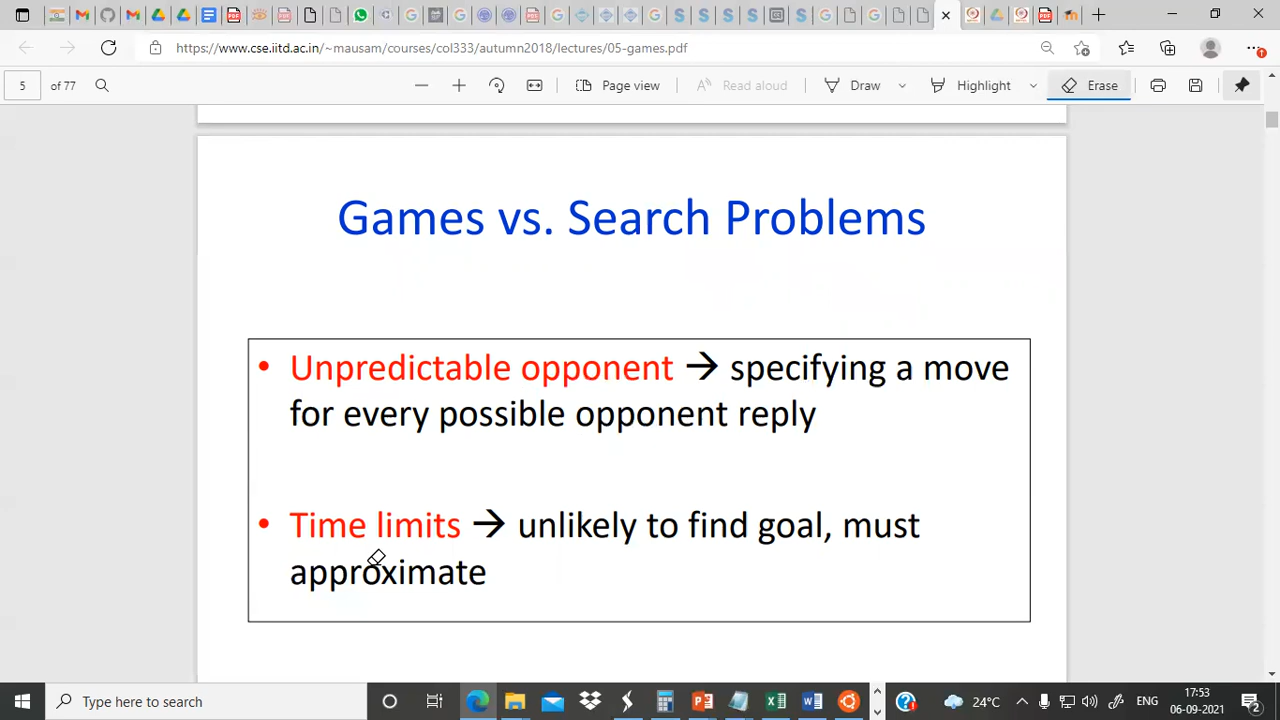 https://www.cse.iitd.ac.in/~mausam/courses/col333/autumn2018/lectures/05-games.pdf
5 of 77
Page view
Read aloud
Draw
Highlight
Erase
Games vs. Search Problems
• Unpredictable opponent → specifying a move
for every possible opponent reply
• Time limits → unlikely to find goal, must
approximate
Type here to search
24°C
ENG
17:53
06-09-2021
2